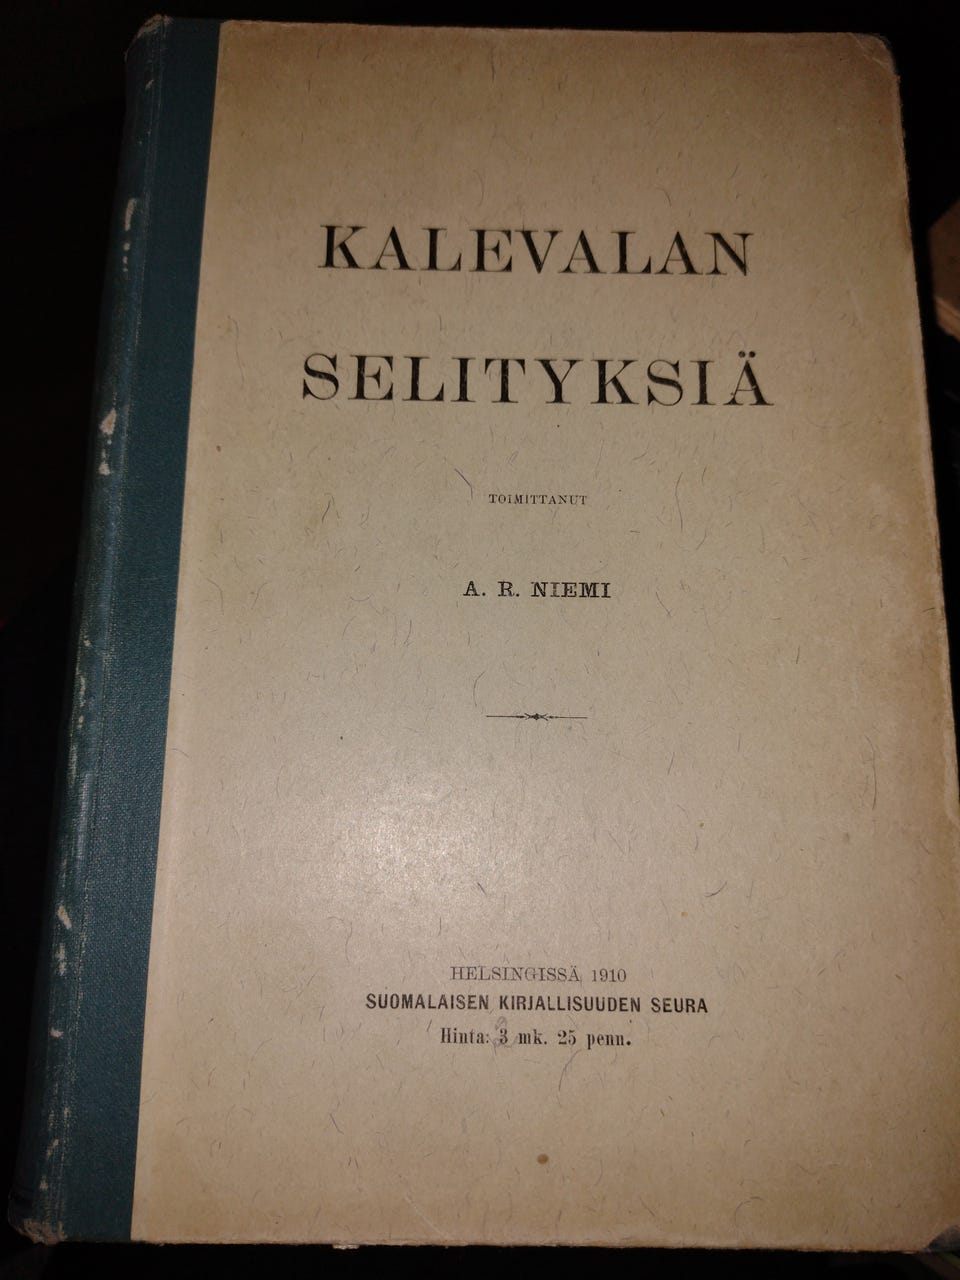 KALEVALAN
SELITYKSIÄ
TOIMITTANUT
A. R. NIEMI
HELSINGISSÄ 1910
SUOMALAISEN KIRJALLISUUDEN SEURA
Hinta: 3 mk. 25 penn.